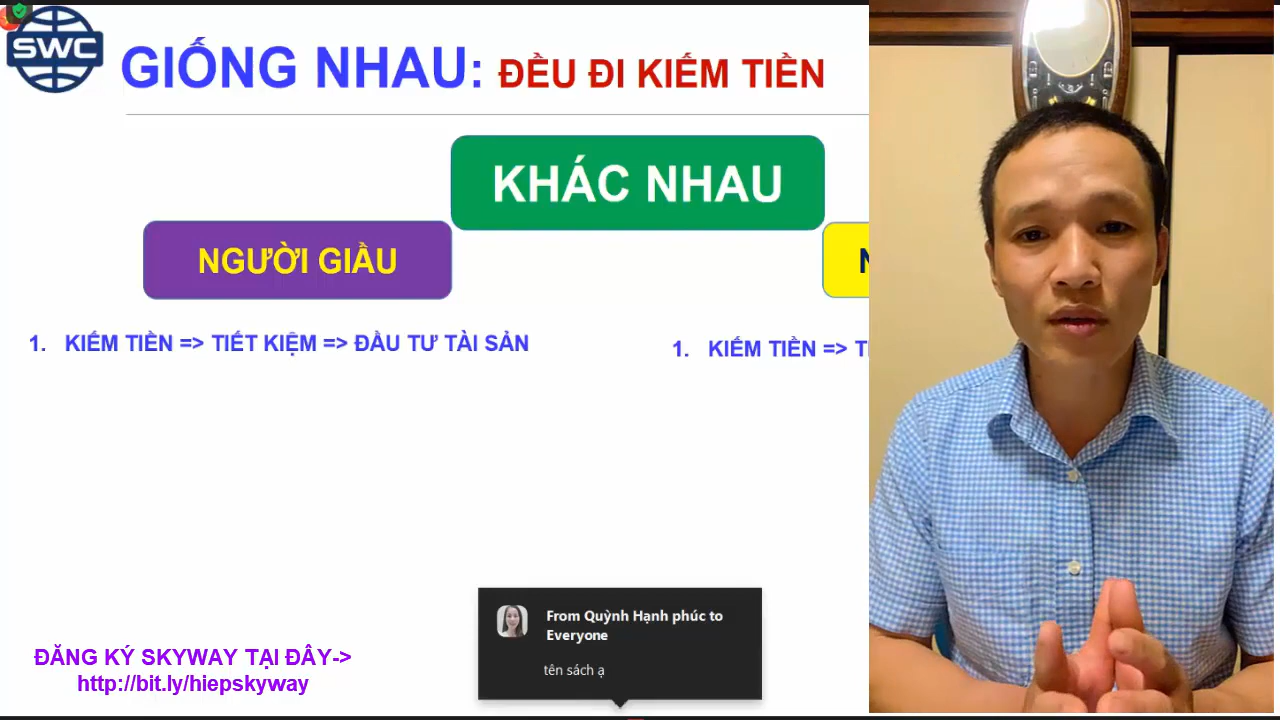 SWC
GIỐNG NHAU: ĐỀU ĐI KIẾM TIỀN
KHÁC NHAU
NGƯỜI GIẦU
N
1. KIẾM TIỀN => TIẾT KIỆM => ĐẦU TƯ TÀI SẢN
1. KIẾM TIỀN => T
From Quỳnh Hạnh phúc to
Everyone
tên sách ạ
ĐĂNG KÝ SKYWAY TẠI ĐÂY->
http://bit.ly/hiepskyway